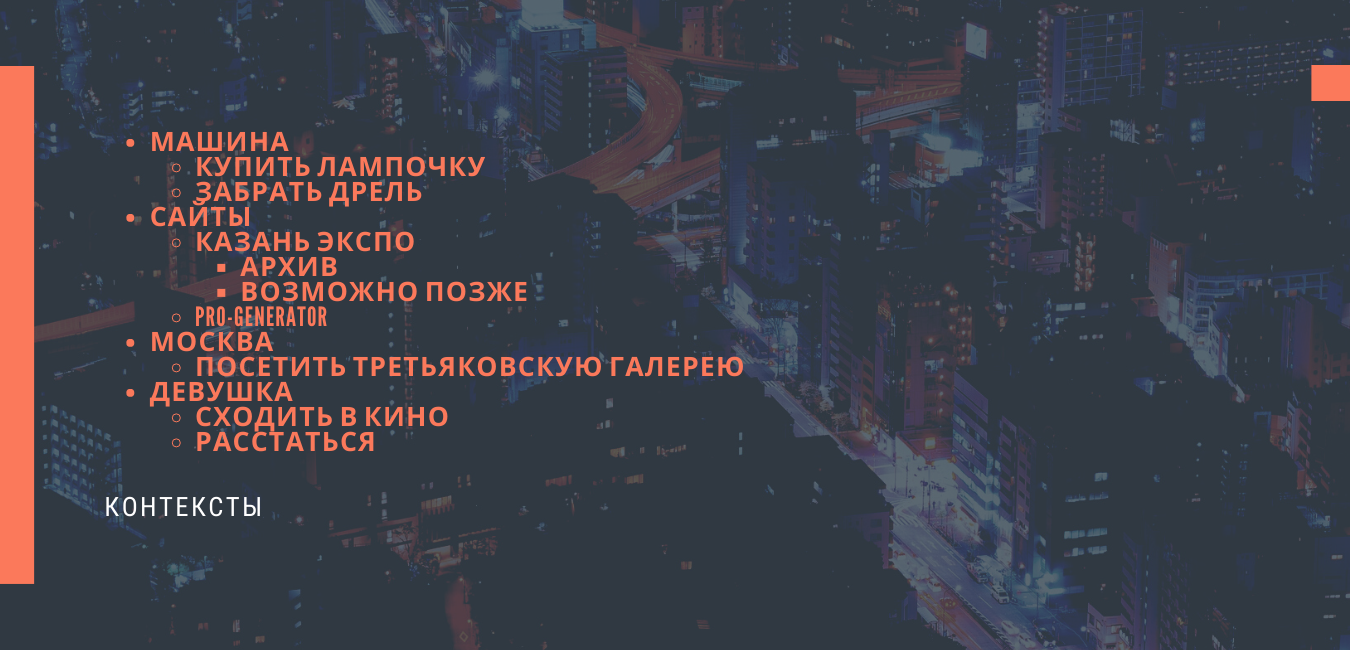 МАШИНА
КУПИТЬ ЛАМПОЧКУ
ЗАБРАТЬ ДРЕЛЬ
САЙТЫ
КАЗАНЬ ЭКСПО
АРХИВ
ВОЗМОЖНО ПОЗЖЕ
PRO-GENERATOR
МОСКВА
ПОСЕТИТЬ ТРЕТЬЯКОВСКУЮ ГАЛЕРЕЮ
ДЕВУШКА
СХОДИТЬ В КИНО
РАССТАТЬСЯ
КОНТЕКСТЫ